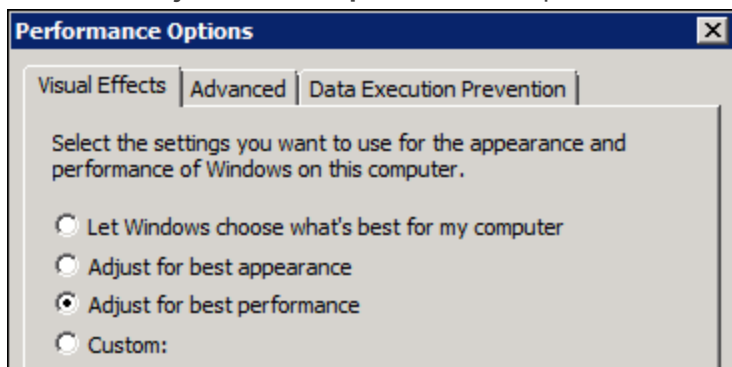 Performance Options
Visual Effects Advanced Data Execution Prevention
Select the settings you want to use for the appearance and
performance of Windows on this computer.
Let Windows choose what's best for my computer
Adjust for best appearance
Adjust for best performance
Custom: